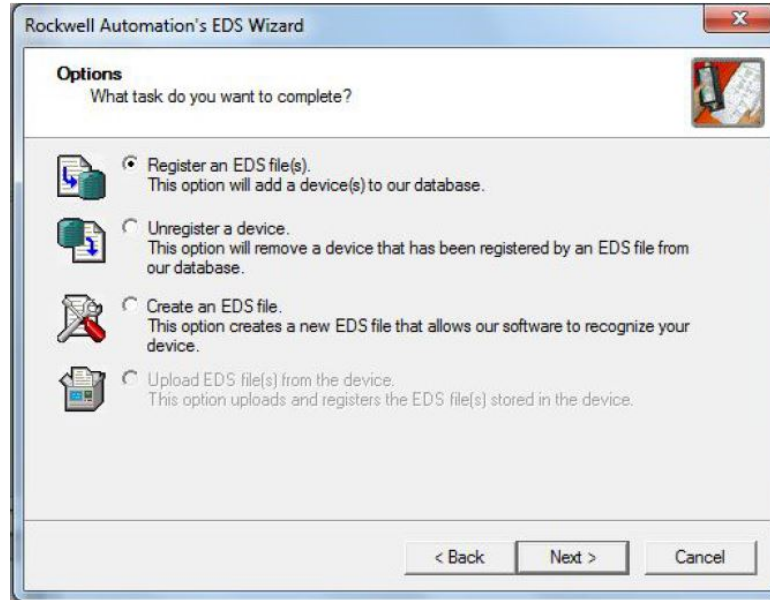 Rockwell Automation's EDS Wizard
Options
What task do you want to complete?
Register an EDS file(s).
This option will add a device(s) to our database.
Unregister a device.
This option will remove a device that has been registered by an EDS file from
our database.
Create an EDS file.
This option creates a new EDS file that allows our software to recognize your
device.
Upload EDS file(s) from the device.
This option uploads and registers the EDS file(s) stored in the device.
< Back Next > Cancel